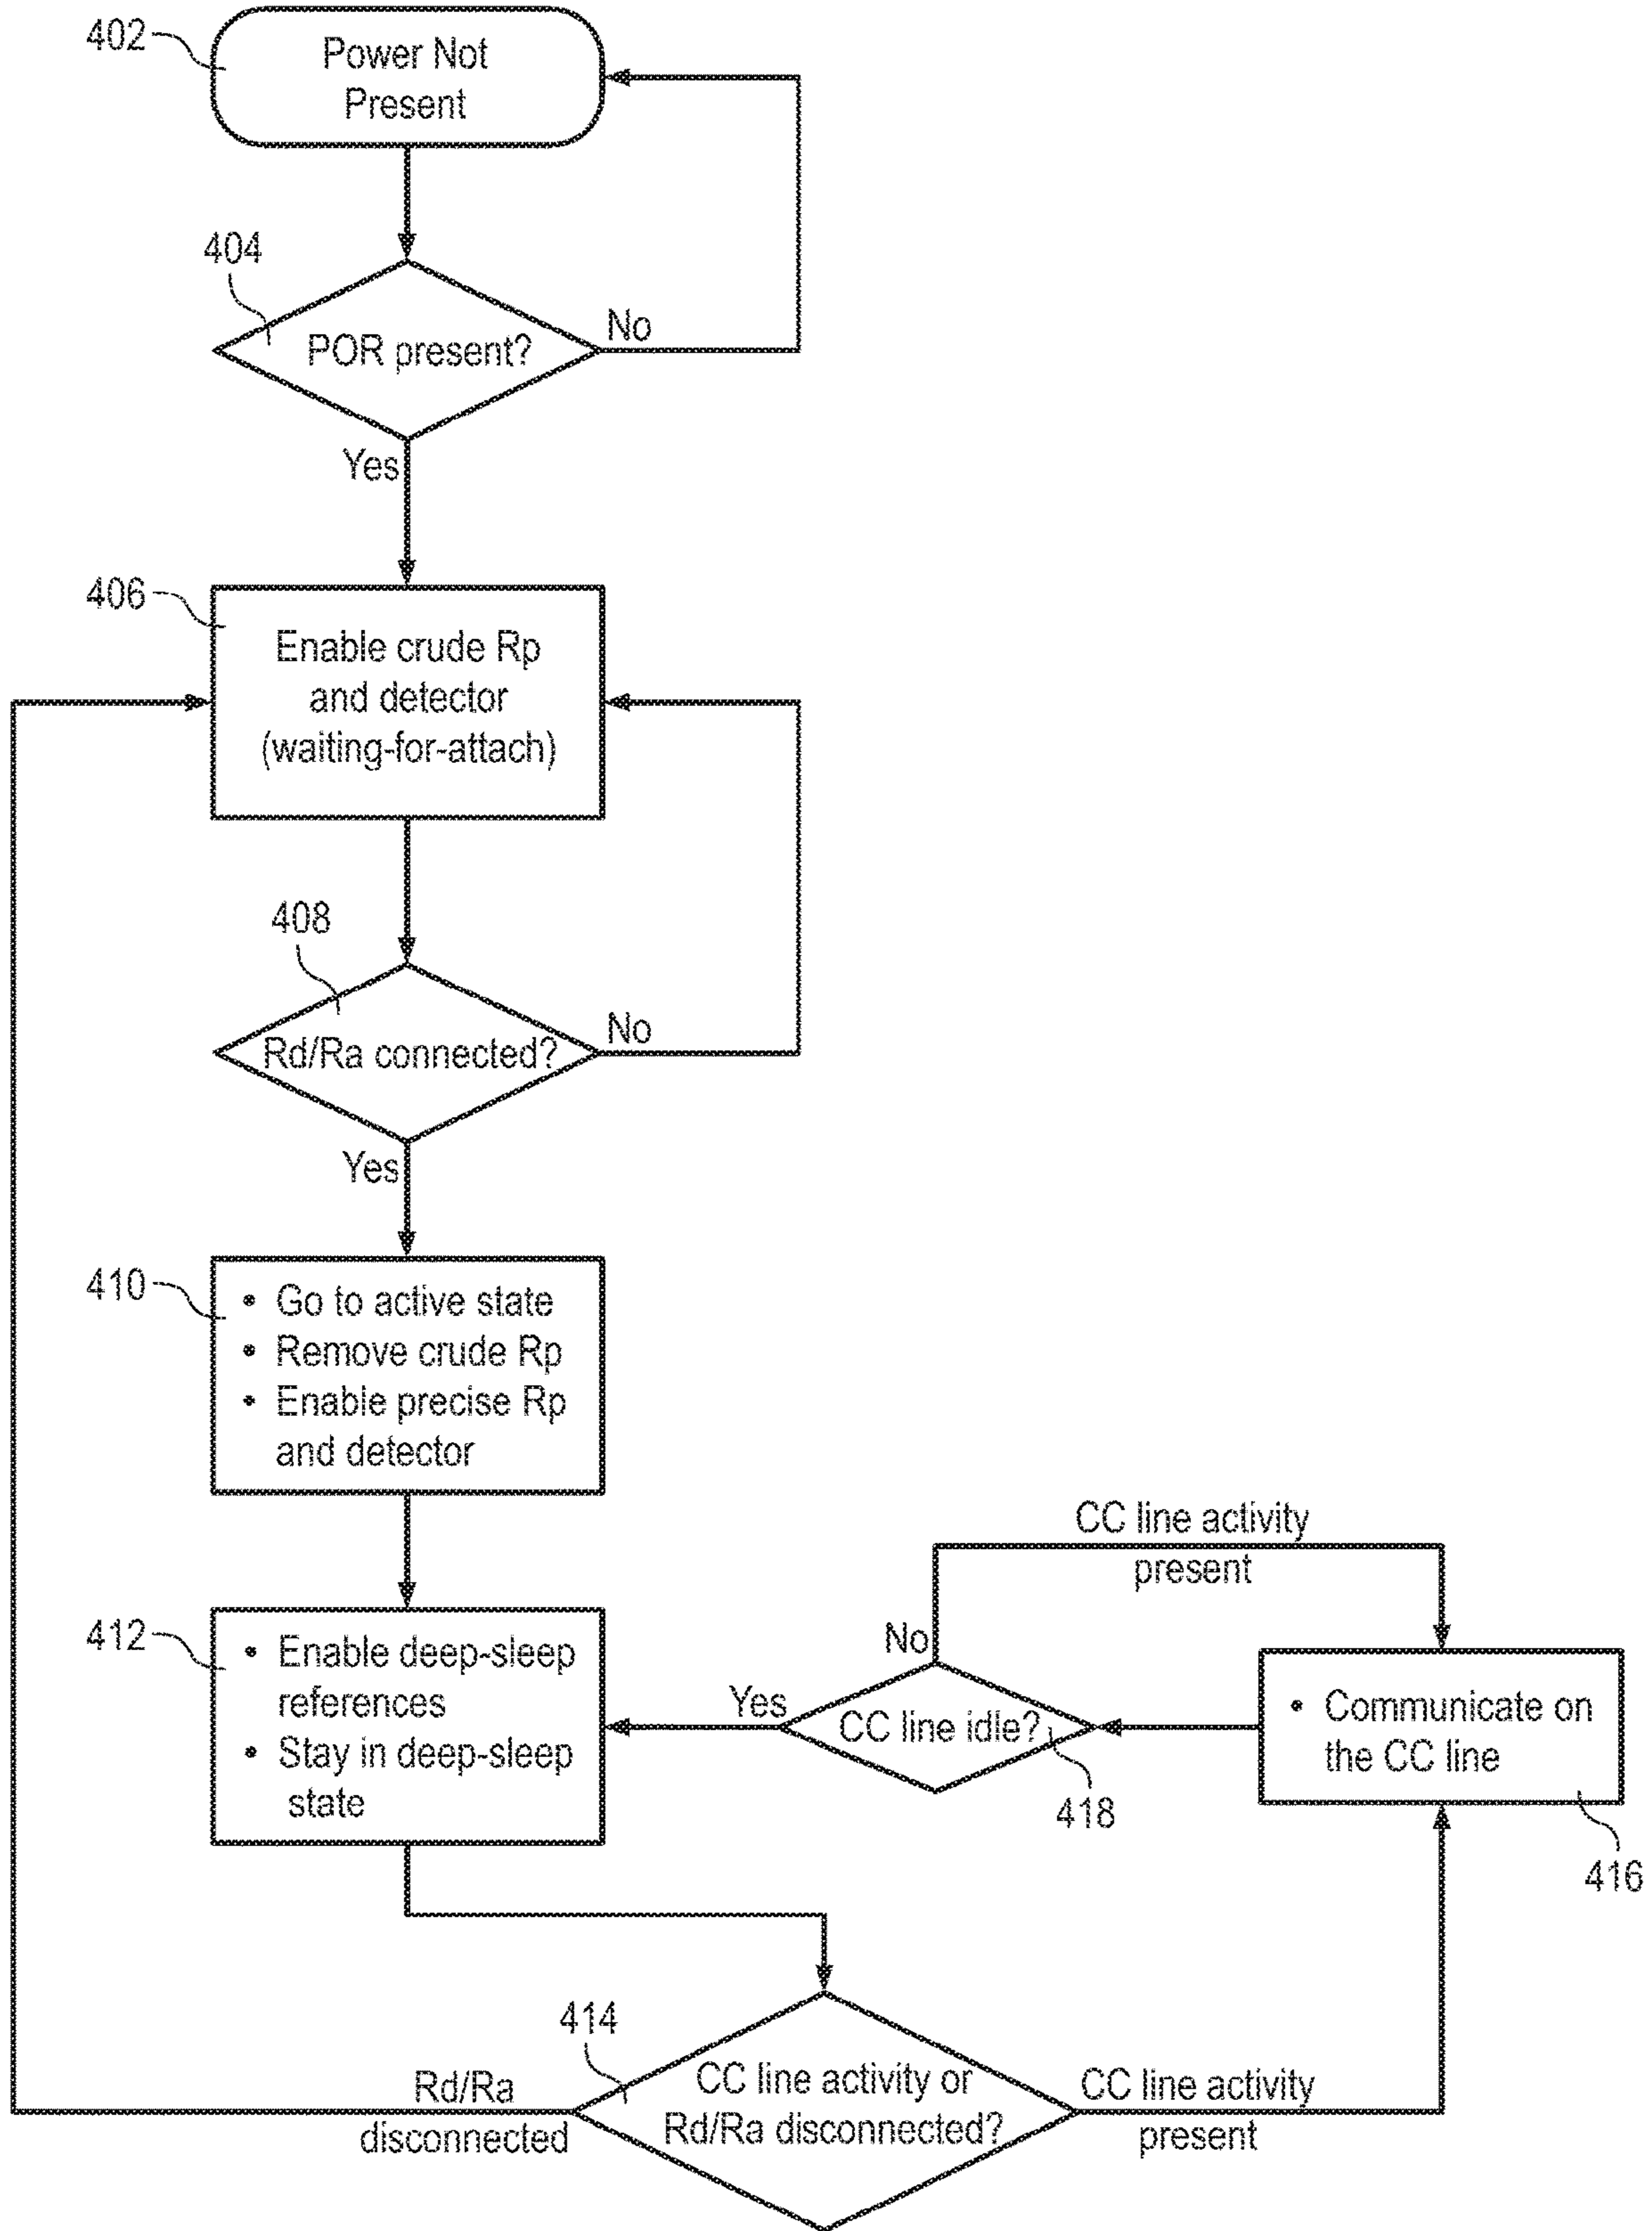 402
Power Not
Present
404
POR present?
No
Yes
406
Enable crude Rp
and detector
(waiting-for-attach)
408
Rd/Ra connected?
No
Yes
410
• Go to active state
• Remove crude Rp
• Enable precise Rp
and detector
CC line activity
present
412
• Enable deep-sleep
references
• Stay in deep-sleep
state
Yes
No
CC line idle?
418
• Communicate on
the CC line
416
414
Rd/Ra
disconnected
CC line activity or
Rd/Ra disconnected?
CC line activity
present